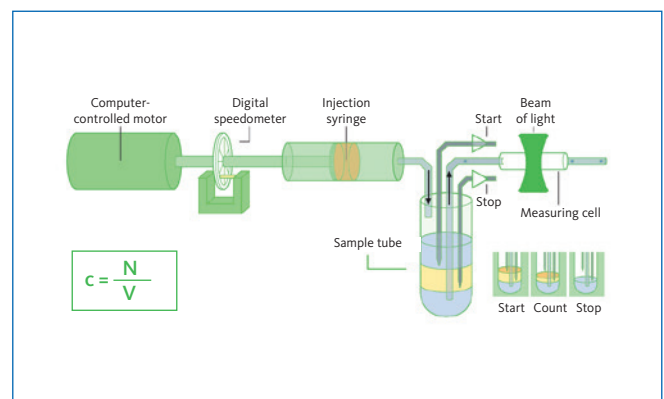 Computer-
controlled motor
Digital
speedometer
Injection
syringe
Start
Beam
of light
Stop
Measuring cell
Sample tube
c = N
V
Start Count Stop